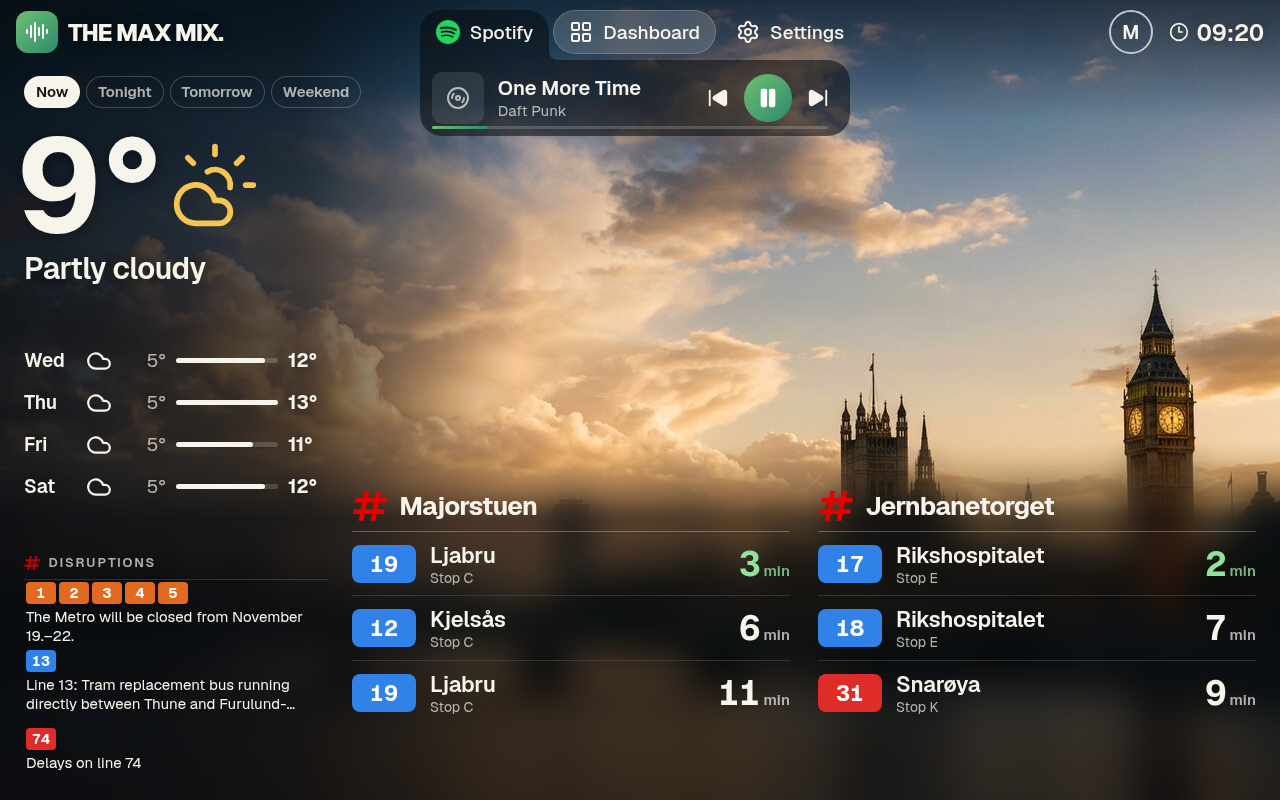 THE MAX MIX.
Spotify
Dashboard
Settings
M
09:20
Now
Tonight
Tomorrow
Weekend
One More Time
Daft Punk
9°
Partly cloudy
Wed 5° 12°
Thu 5° 13°
Fri 5° 11°
Sat 5° 12°
# DISRUPTIONS
1 2 3 4 5
The Metro will be closed from November
19.–22.
13
Line 13: Tram replacement bus running
directly between Thune and Furulund-...
74
Delays on line 74
# Majorstuen
19 Ljabru 3 min
Stop C
12 Kjelsås 6 min
Stop C
19 Ljabru 11 min
Stop C
# Jernbanetorget
17 Rikshospitalet 2 min
Stop E
18 Rikshospitalet 7 min
Stop E
31 Snarøya 9 min
Stop K